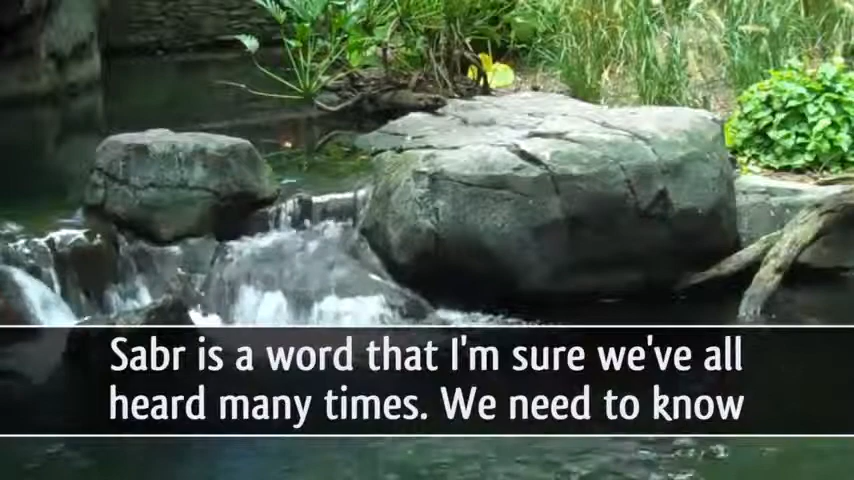 Sabr is a word that I'm sure we've all
heard many times. We need to know